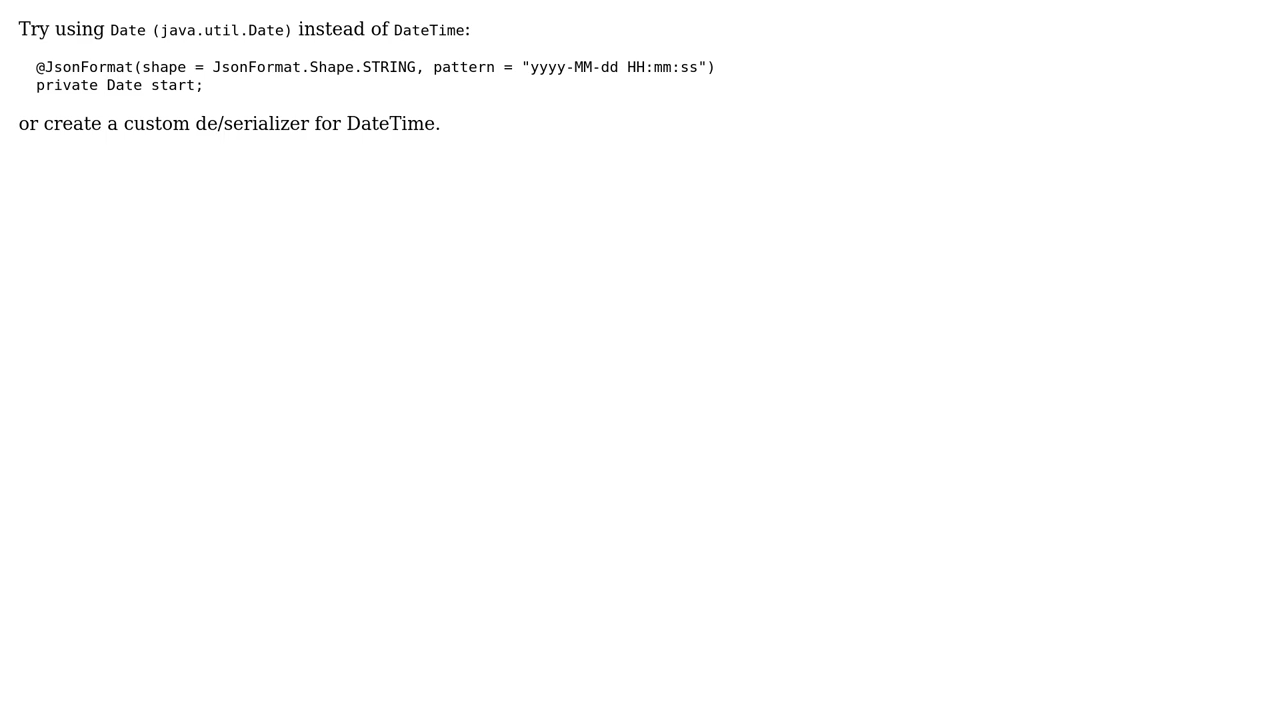 Try using Date (java.util.Date) instead of DateTime:
@JsonFormat(shape = JsonFormat.Shape.STRING, pattern = "yyyy-MM-dd HH:mm:ss")
private Date start;
or create a custom de/serializer for DateTime.